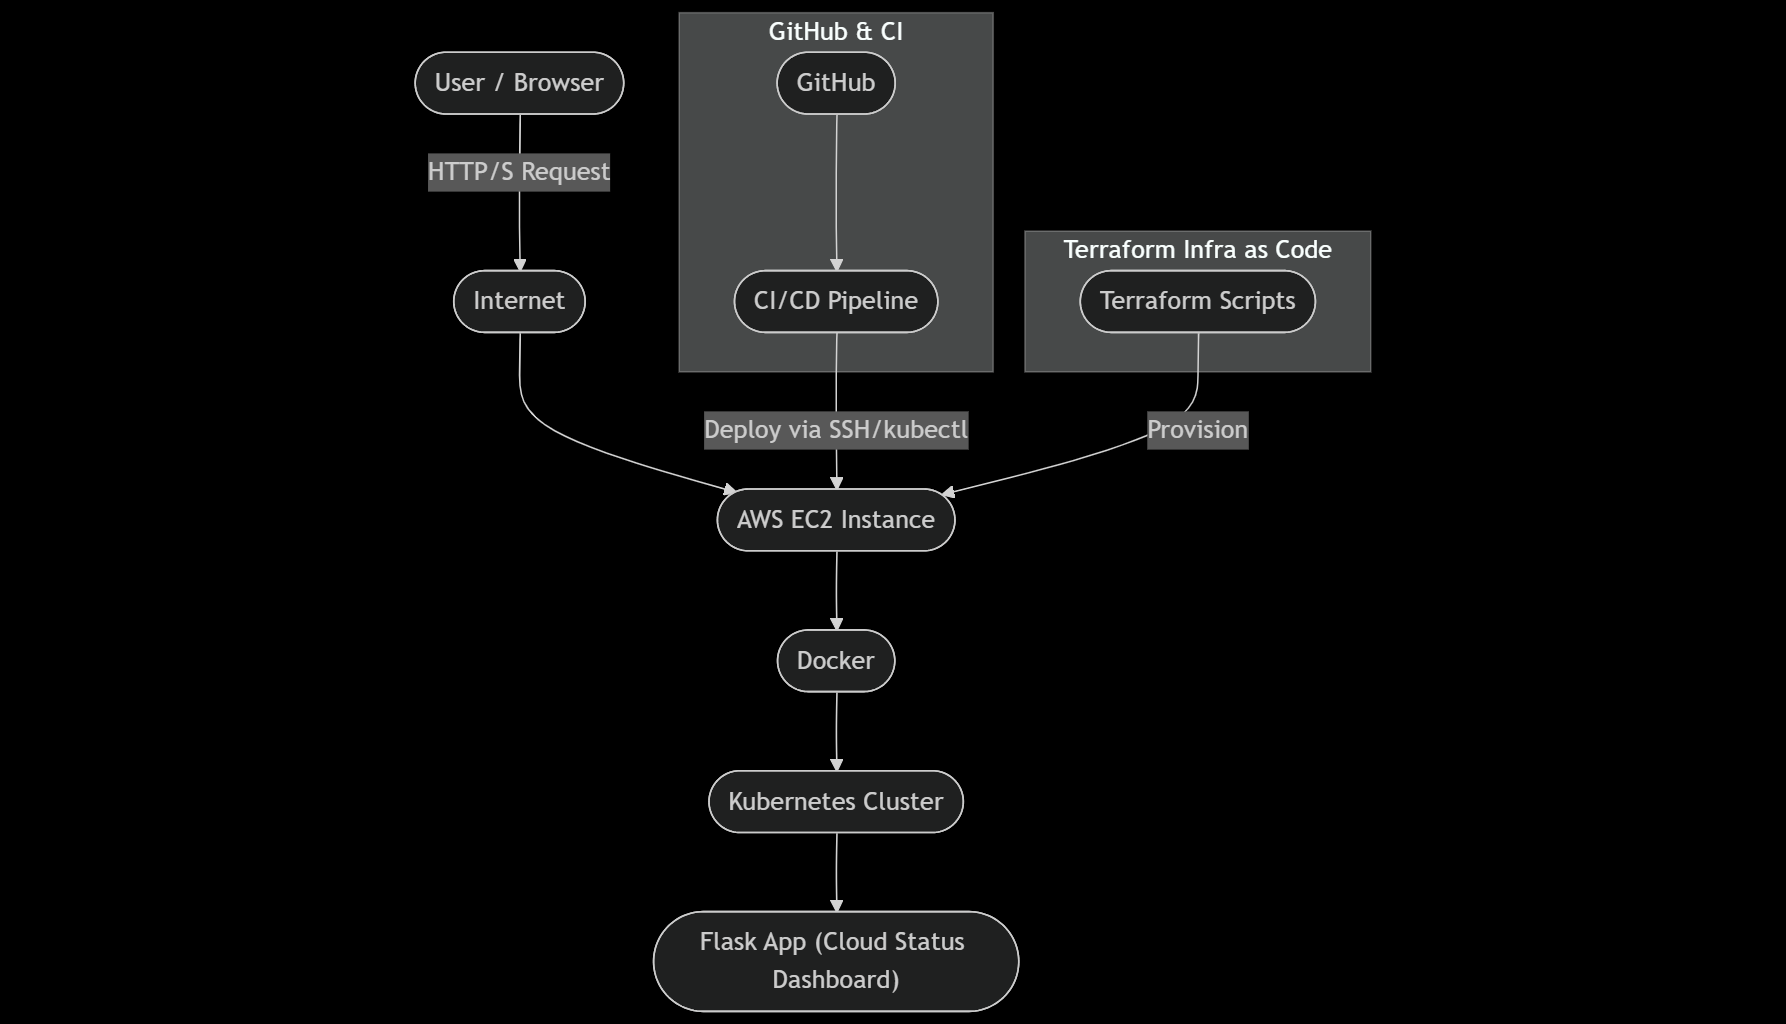 GitHub & CI
User / Browser
GitHub
HTTP/S Request
Terraform Infra as Code
Internet
CI/CD Pipeline
Terraform Scripts
Deploy via SSH/kubectl
Provision
AWS EC2 Instance
Docker
Kubernetes Cluster
Flask App (Cloud Status
Dashboard)